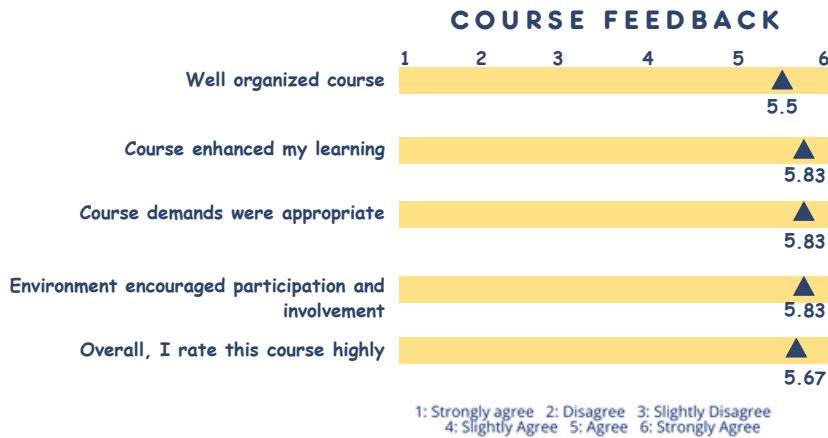 COURSE FEEDBACK
1 2 3 4 5 6
Well organized course
5.5
Course enhanced my learning
5.83
Course demands were appropriate
5.83
Environment encouraged participation and
involvement
5.83
Overall, I rate this course highly
5.67
1: Strongly agree 2: Disagree 3: Slightly Disagree
4: Slightly Agree 5: Agree 6: Strongly Agree